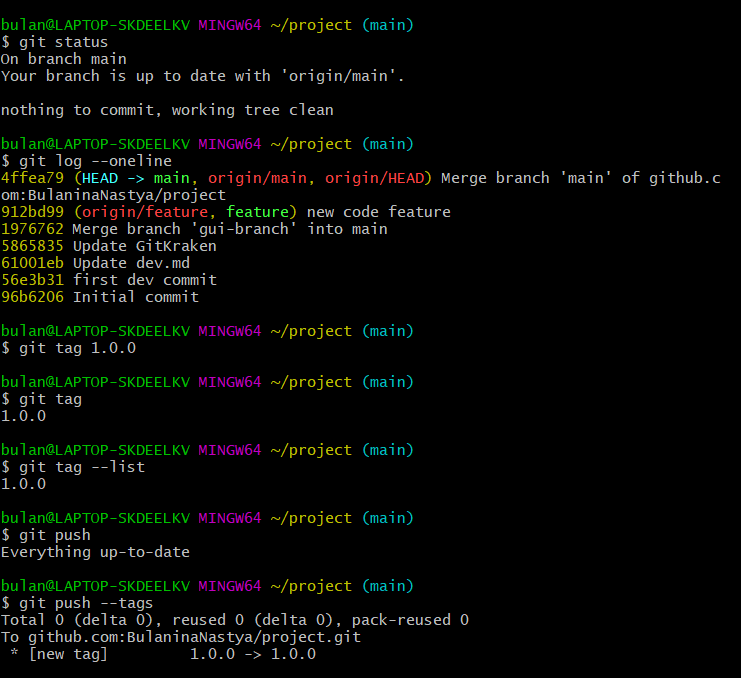 bulan@LAPTOP-SKDEELKV MINGW64 ~/project (main)
$ git status
On branch main
Your branch is up to date with 'origin/main'.
nothing to commit, working tree clean
bulan@LAPTOP-SKDEELKV MINGW64 ~/project (main)
$ git log --oneline
4ffea79 (HEAD -> main, origin/main, origin/HEAD) Merge branch 'main' of github.c
om:BulaninaNastya/project
912bd99 (origin/feature, feature) new code feature
1976762 Merge branch 'gui-branch' into main
5865835 Update GitKraken
61001eb Update dev.md
56e3b31 first dev commit
96b6206 Initial commit
bulan@LAPTOP-SKDEELKV MINGW64 ~/project (main)
$ git tag 1.0.0
bulan@LAPTOP-SKDEELKV MINGW64 ~/project (main)
$ git tag
1.0.0
bulan@LAPTOP-SKDEELKV MINGW64 ~/project (main)
$ git tag --list
1.0.0
bulan@LAPTOP-SKDEELKV MINGW64 ~/project (main)
$ git push
Everything up-to-date
bulan@LAPTOP-SKDEELKV MINGW64 ~/project (main)
$ git push --tags
Total 0 (delta 0), reused 0 (delta 0), pack-reused 0
To github.com:BulaninaNastya/project.git
 * [new tag]         1.0.0 -> 1.0.0